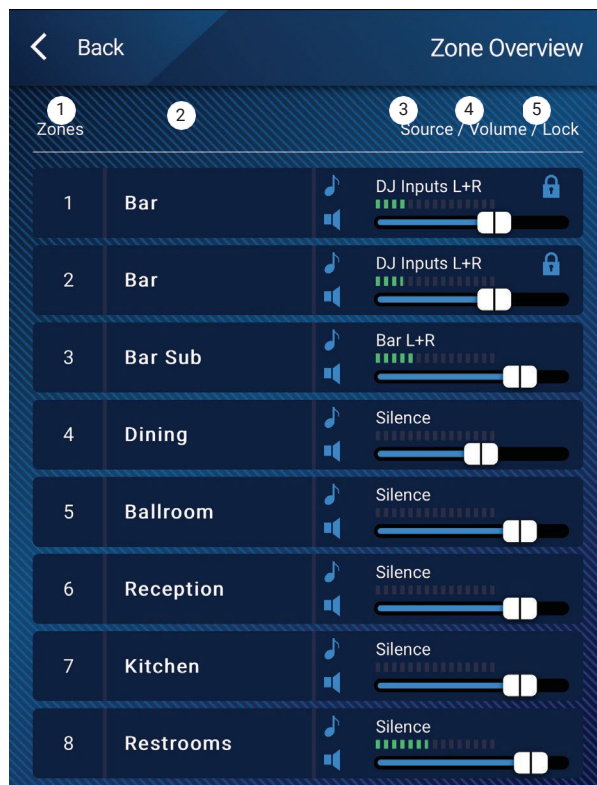 Back Zone Overview
1 2 3 4 5
Zones Source / Volume / Lock
1 Bar DJ Inputs L+R
2 Bar DJ Inputs L+R
3 Bar Sub Bar L+R
4 Dining Silence
5 Ballroom Silence
6 Reception Silence
7 Kitchen Silence
8 Restrooms Silence